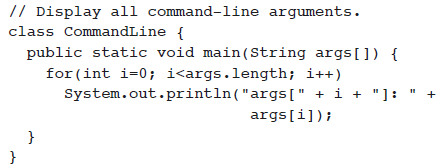 // Display all command-line arguments.
class CommandLine {
  public static void main(String args[]) {
    for(int i=0; i<args.length; i++)
      System.out.println("args[" + i + "]: " +
                          args[i]);
  }
}